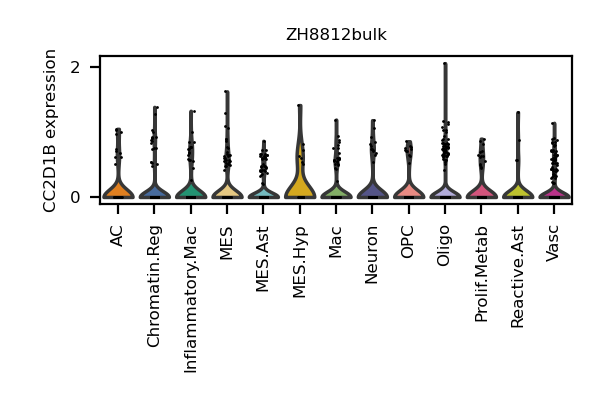 ZH8812bulk
CC2D1B expression
2
0
AC
Chromatin.Reg
Inflammatory.Mac
MES
MES.Ast
MES.Hyp
Mac
Neuron
OPC
Oligo
Prolif.Metab
Reactive.Ast
Vasc